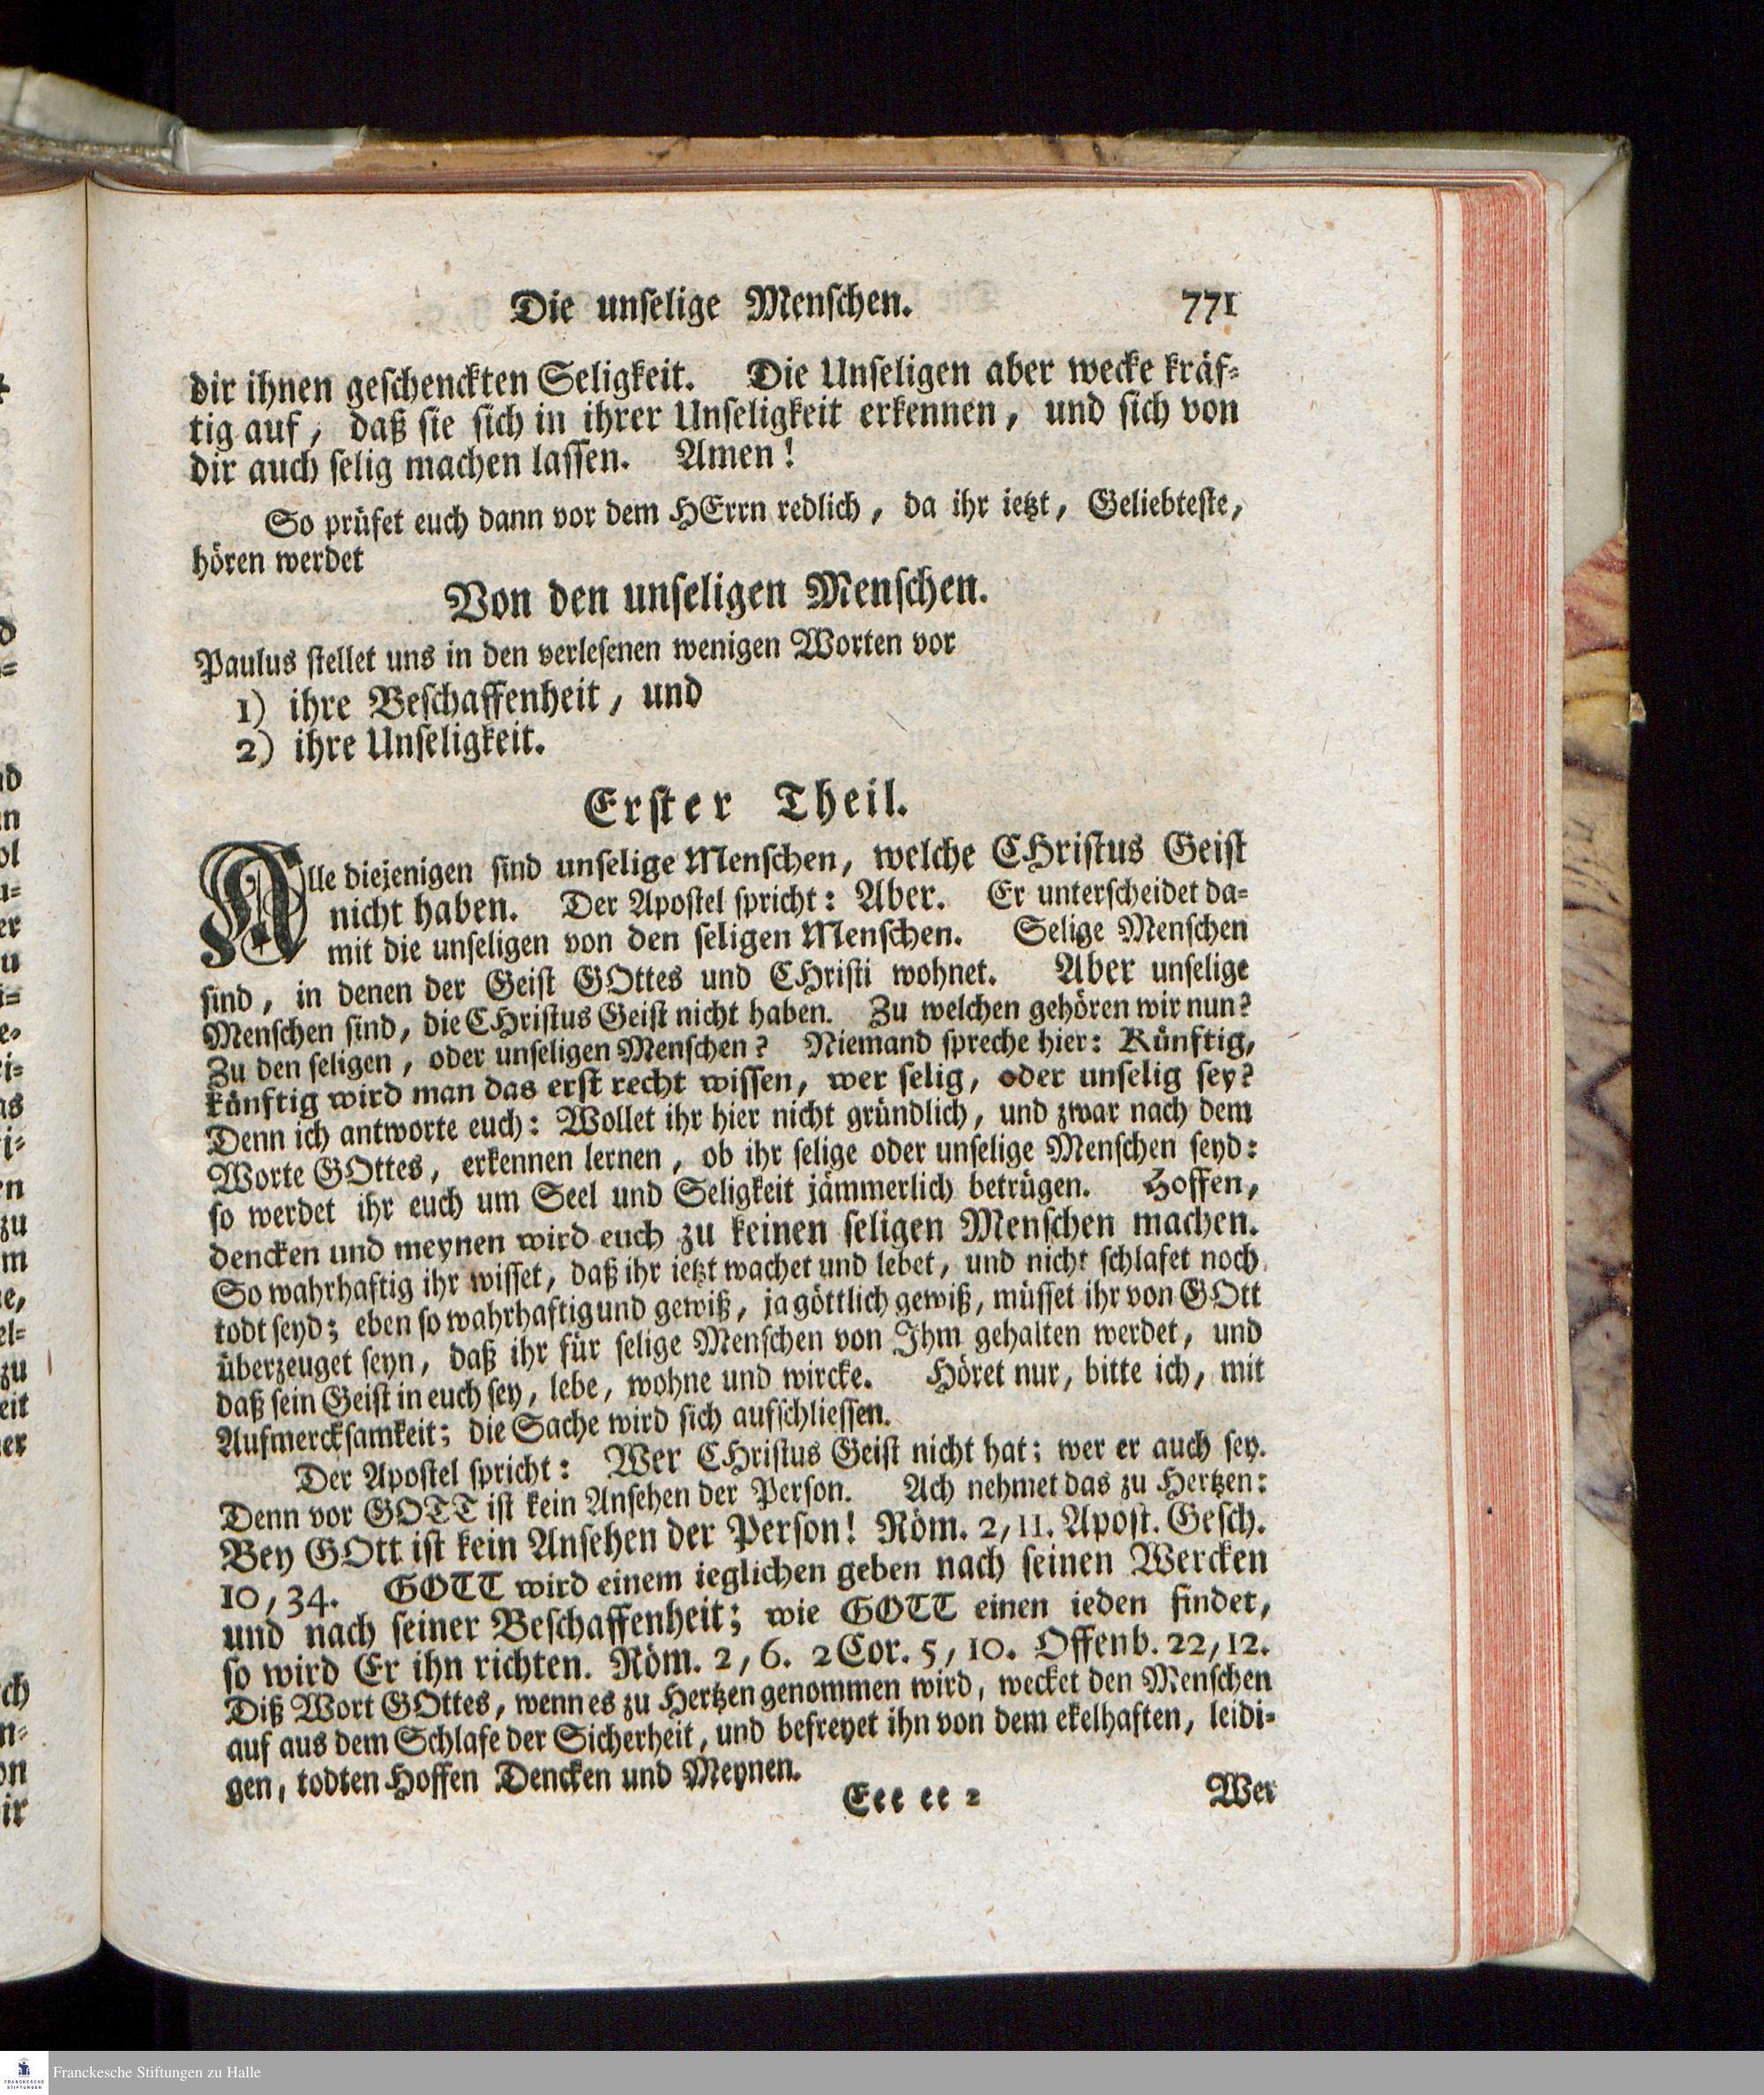 Die unselige Menschen. 771
dir ihnen geschenckten Seligkeit. Die Unseligen aber wecke kräf-
tig auf, daß sie sich in ihrer Unseligkeit erkennen, und sich von
dir auch selig machen lassen. Amen!
So prüfet euch dann vor dem HErrn redlich, da ihr ietzt, Geliebteste,
hören werdet
Von den unseligen Menschen.
Paulus stellet uns in den verlesenen wenigen Worten vor
1) ihre Beschaffenheit, und
2) ihre Unseligkeit.
Erster Theil.
Alle diejenigen sind unselige Menschen, welche CHristus Geist
nicht haben. Der Apostel spricht: Aber. Er unterscheidet da-
mit die unseligen von den seligen Menschen. Selige Menschen
sind, in denen der Geist GOttes und CHristi wohnet. Aber unselige
Menschen sind, die CHristus Geist nicht haben. Zu welchen gehören wir nun?
Zu den seligen, oder unseligen Menschen? Niemand spreche hier: Künftig,
künftig wird man das erst recht wissen, wer selig, oder unselig sey?
Denn ich antworte euch: Wollet ihr hier nicht gründlich, und zwar nach dem
Worte GOttes, erkennen lernen, ob ihr selige oder unselige Menschen seyd:
so werdet ihr euch um Seel und Seligkeit jämmerlich betrügen. Hoffen,
dencken und meynen wird euch zu keinen seligen Menschen machen.
So wahrhaftig ihr wisset, daß ihr ietzt wachet und lebet, und nicht schlafet noch
todt seyd; eben so wahrhaftig und gewiß, ja göttlich gewiß, müsset ihr von GOtt
überzeuget seyn, daß ihr für selige Menschen von Ihm gehalten werdet, und
daß sein Geist in euch sey, lebe, wohne und wircke. Höret nur, bitte ich, mit
Aufmercksamkeit; die Sache wird sich aufschliessen.
Der Apostel spricht: Wer CHristus Geist nicht hat; wer er auch sey.
Denn vor GOTT ist kein Ansehen der Person. Ach nehmet das zu Hertzen:
Bey GOtt ist kein Ansehen der Person! Röm. 2, 11. Apost. Gesch.
10, 34. GOTT wird einem ieglichen geben nach seinen Wercken
und nach seiner Beschaffenheit; wie GOTT einen ieden findet,
so wird Er ihn richten. Röm. 2, 6. 2 Cor. 5, 10. Offenb. 22, 12.
Diß Wort GOttes, wenn es zu Hertzen genommen wird, wecket den Menschen
auf aus dem Schlafe der Sicherheit, und befreyet ihn von dem ekelhaften, leidi-
gen, todten Hoffen Dencken und Meynen.
Eee ee 2 Wer
Franckesche Stiftungen zu Halle
FRANCKESCHE
STIFTUNGEN